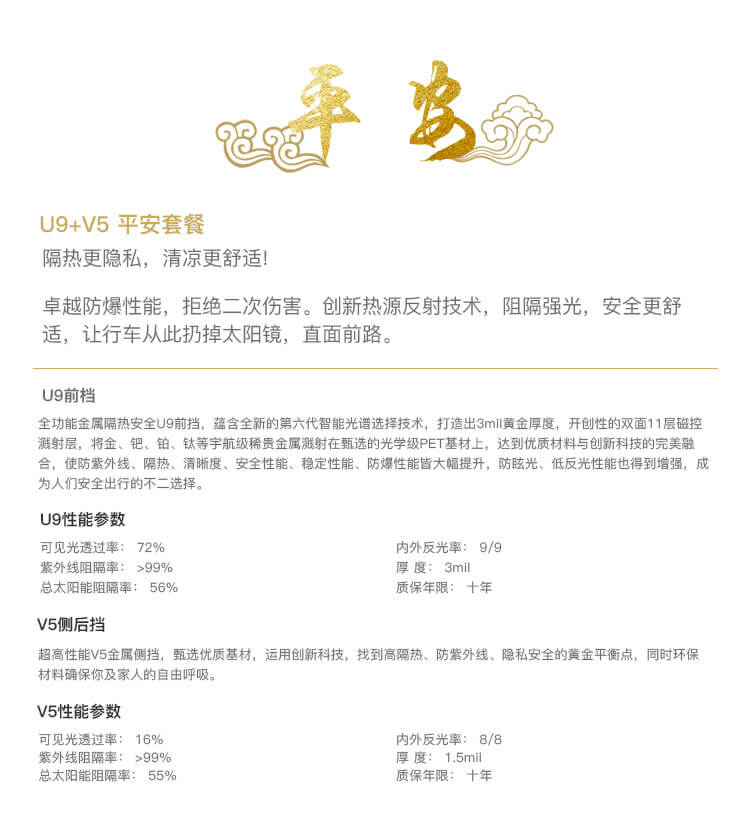 平安
U9+V5 平安套餐
隔热更隐私，清凉更舒适!
卓越防爆性能，拒绝二次伤害。创新热源反射技术，阻隔强光，安全更舒
适，让行车从此扔掉太阳镜，直面前路。
U9前档
全功能金属隔热安全U9前挡，蕴含全新的第六代智能光谱选择技术，打造出3mil黄金厚度，开创性的双面11层磁控
溅射层，将金、钯、铂、钛等宇航级稀贵金属溅射在甄选的光学级PET基材上，达到优质材料与创新科技的完美融
合，使防紫外线、隔热、清晰度、安全性能、稳定性能、防爆性能皆大幅提升，防眩光、低反光性能也得到增强，成
为人们安全出行的不二选择。
U9性能参数
可见光透过率： 72%
内外反光率： 9/9
紫外线阻隔率： >99%
厚 度： 3mil
总太阳能阻隔率： 56%
质保年限： 十年
V5侧后挡
超高性能V5金属侧挡，甄选优质基材，运用创新科技，找到高隔热、防紫外线、隐私安全的黄金平衡点，同时环保
材料确保你及家人的自由呼吸。
V5性能参数
可见光透过率： 16%
内外反光率： 8/8
紫外线阻隔率： >99%
厚 度： 1.5mil
总太阳能阻隔率： 55%
质保年限： 十年